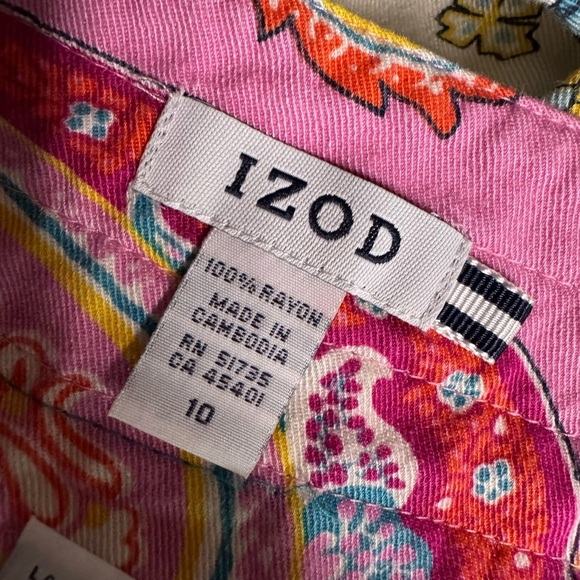 IZOD
100% RAYON
MADE IN
CAMBODIA
RN 51735
CA 45401
10